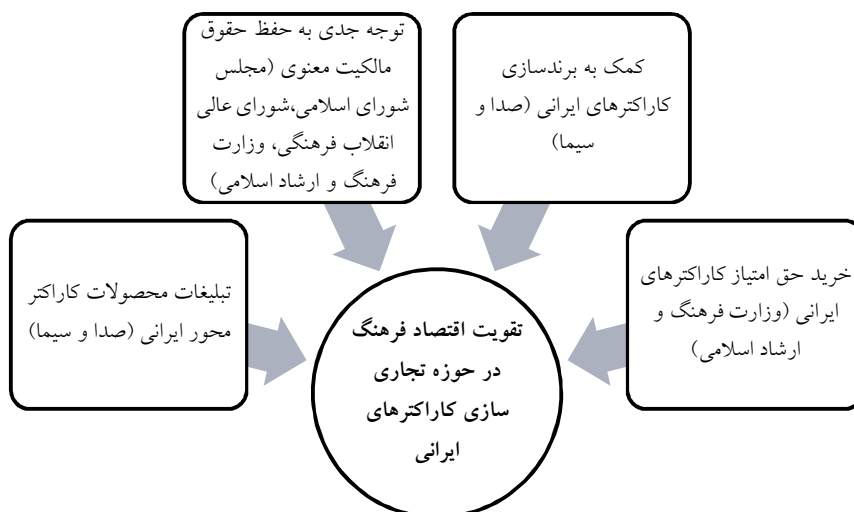 توجه جدی به حفظ حقوق
مالکیت معنوی (مجلس
شورای اسلامی،شورای عالی
انقلاب فرهنگی، وزارت
فرهنگ و ارشاد اسلامی)
کمک به برندسازی
کاراکترهای ایرانی (صدا و
سیما)
خرید حق امتیاز کاراکترهای
ایرانی (وزارت فرهنگ و
ارشاد اسلامی)
تبلیغات محصولات کاراکتر
محور ایرانی (صدا و سیما)
تقویت اقتصاد فرهنگ
در حوزه تجاری
سازی کاراکترهای
ایرانی